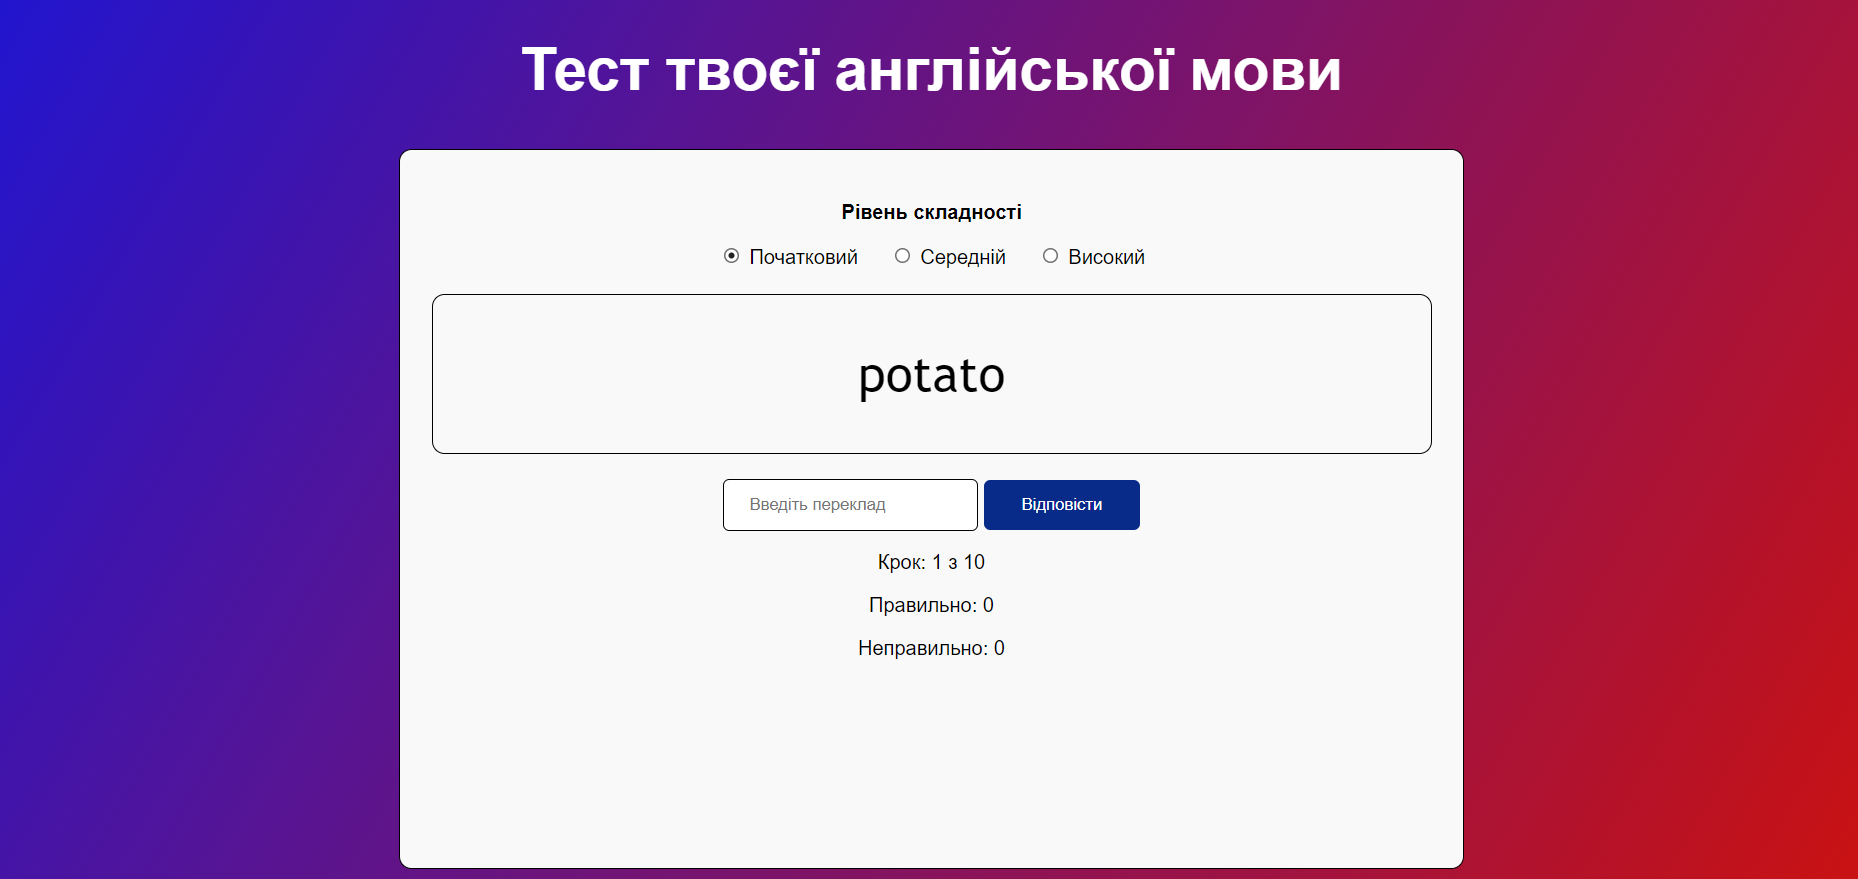 Тест твоєї англійської мови
Рівень складності
Початковий Середній Високий
potato
Введіть переклад Відповісти
Крок: 1 з 10
Правильно: 0
Неправильно: 0